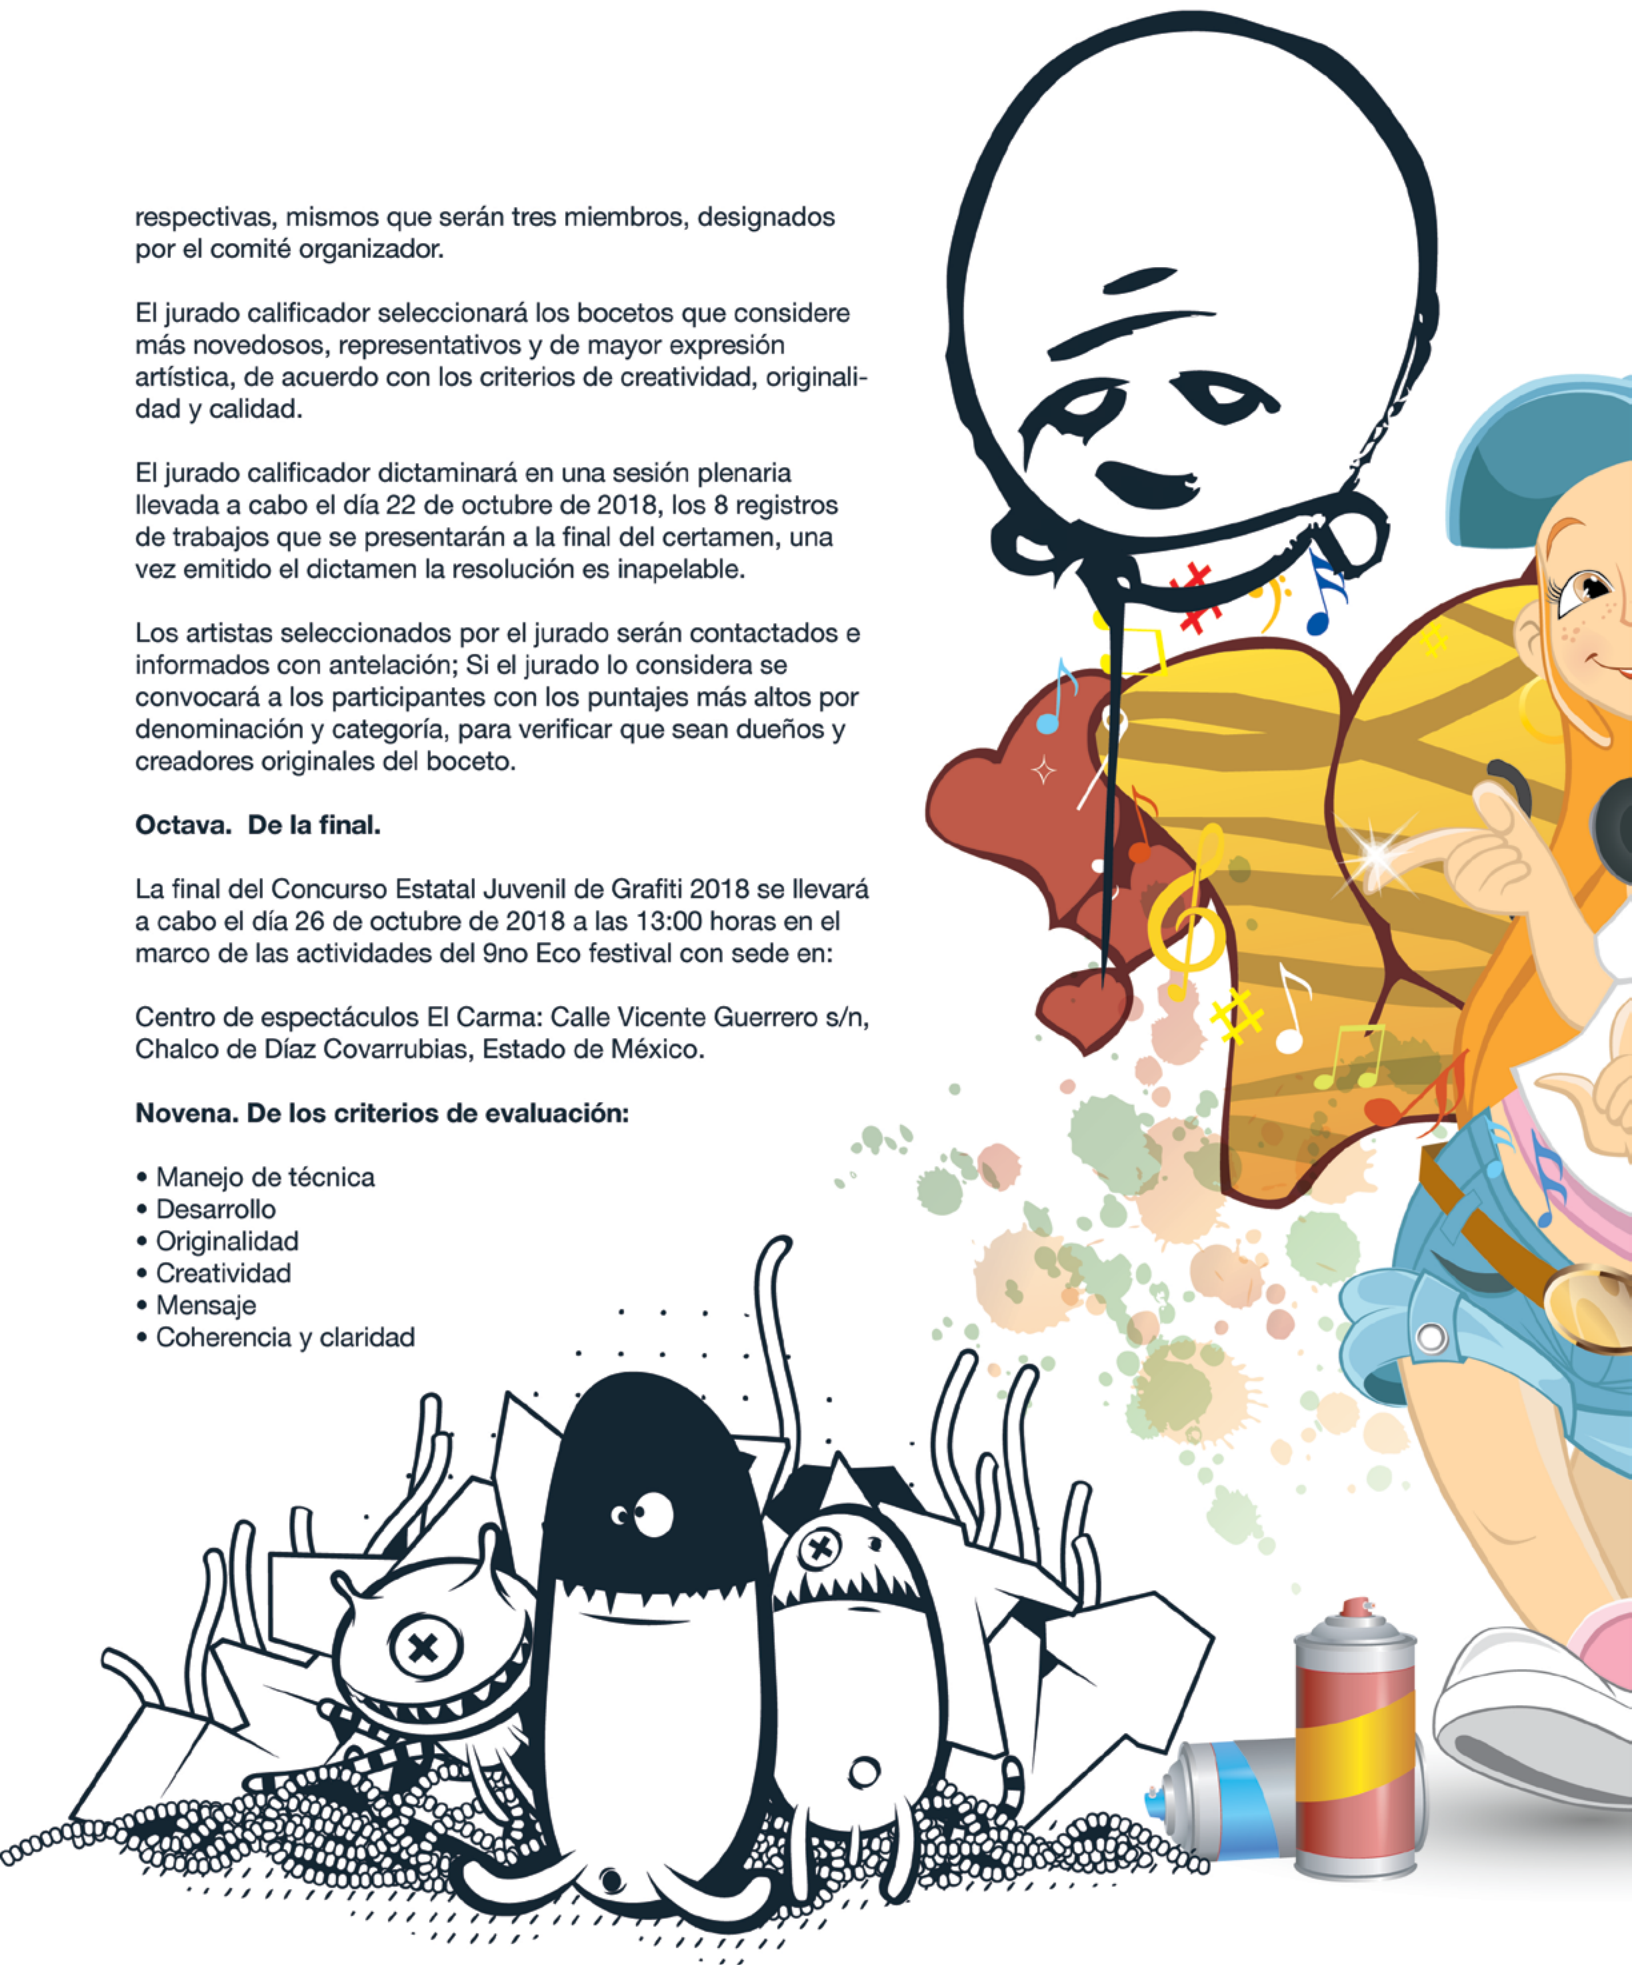 respectivas, mismos que serán tres miembros, designados
por el comité organizador.
El jurado calificador seleccionará los bocetos que considere
más novedosos, representativos y de mayor expresión
artística, de acuerdo con los criterios de creatividad, originali-
dad y calidad.
El jurado calificador dictaminará en una sesión plenaria
llevada a cabo el día 22 de octubre de 2018, los 8 registros
de trabajos que se presentarán a la final del certamen, una
vez emitido el dictamen la resolución es inapelable.
Los artistas seleccionados por el jurado serán contactados e
informados con antelación; Si el jurado lo considera se
convocará a los participantes con los puntajes más altos por
denominación y categoría, para verificar que sean dueños y
creadores originales del boceto.
Octava.  De la final.
La final del Concurso Estatal Juvenil de Grafiti 2018 se llevará
a cabo el día 26 de octubre de 2018 a las 13:00 horas en el
marco de las actividades del 9no Eco festival con sede en:
Centro de espectáculos El Carma: Calle Vicente Guerrero s/n,
Chalco de Díaz Covarrubias, Estado de México.
Novena. De los criterios de evaluación:
• Manejo de técnica
• Desarrollo
• Originalidad
• Creatividad
• Mensaje
• Coherencia y claridad